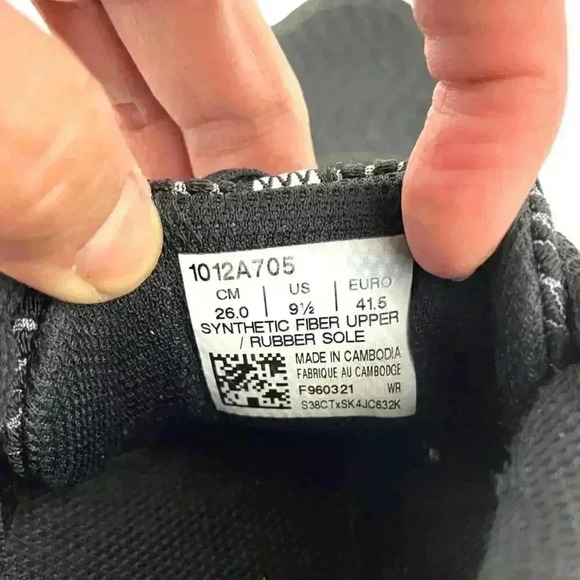 1012A705
CM | US | EURO
26.0 | 9½ | 41.5
SYNTHETIC FIBER UPPER
/ RUBBER SOLE
MADE IN CAMBODIA
FABRIQUE AU CAMBODGE
F960321 WR
S38CTxSK4JC632K